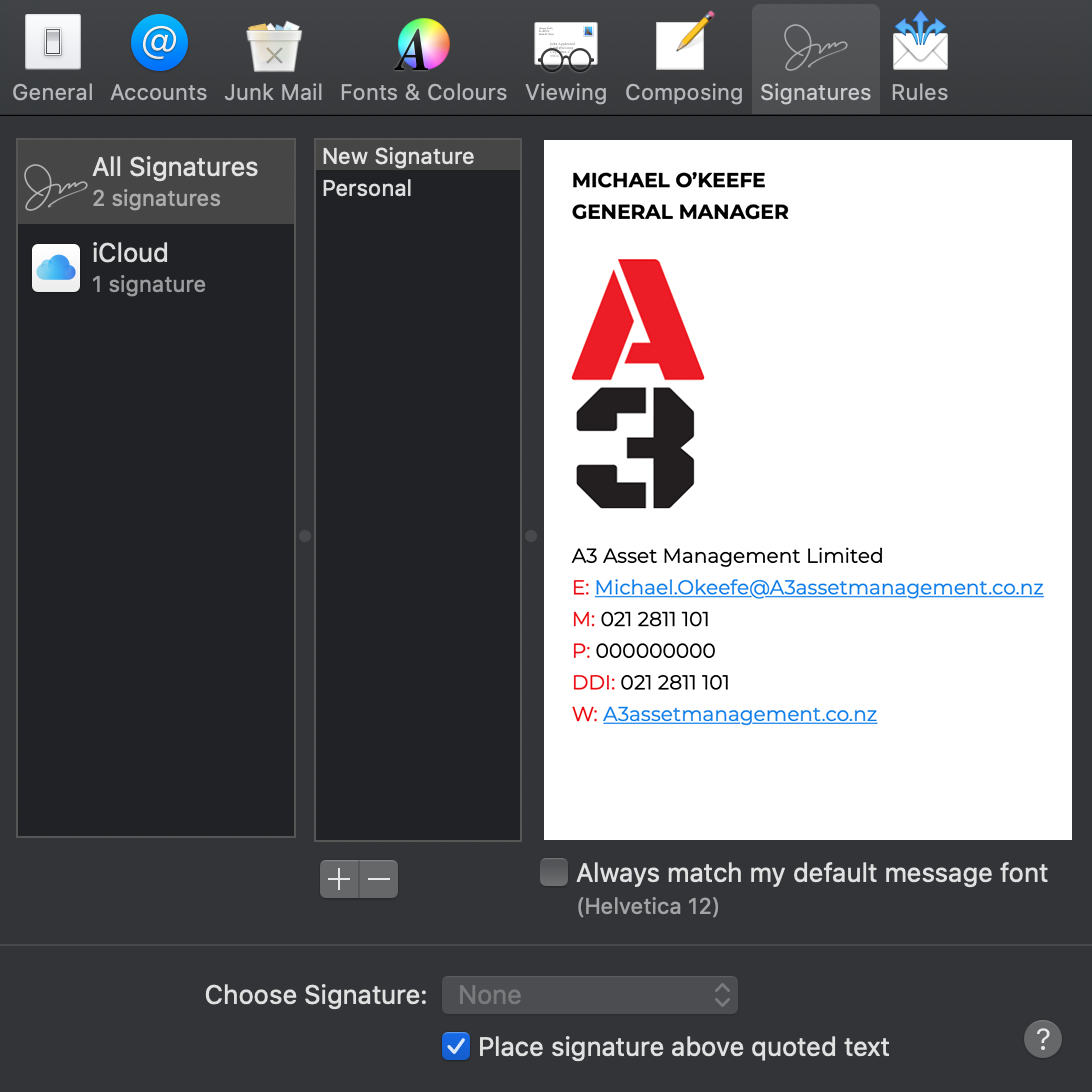 General Accounts Junk Mail Fonts & Colours Viewing Composing Signatures Rules
All Signatures
2 signatures
iCloud
1 signature
New Signature
Personal
MICHAEL O’KEEFE
GENERAL MANAGER
A
3
A3 Asset Management Limited
E: Michael.Okeefe@A3assetmanagement.co.nz
M: 021 2811 101
P: 000000000
DDI: 021 2811 101
W: A3assetmanagement.co.nz
Always match my default message font
(Helvetica 12)
Choose Signature: None
Place signature above quoted text
?